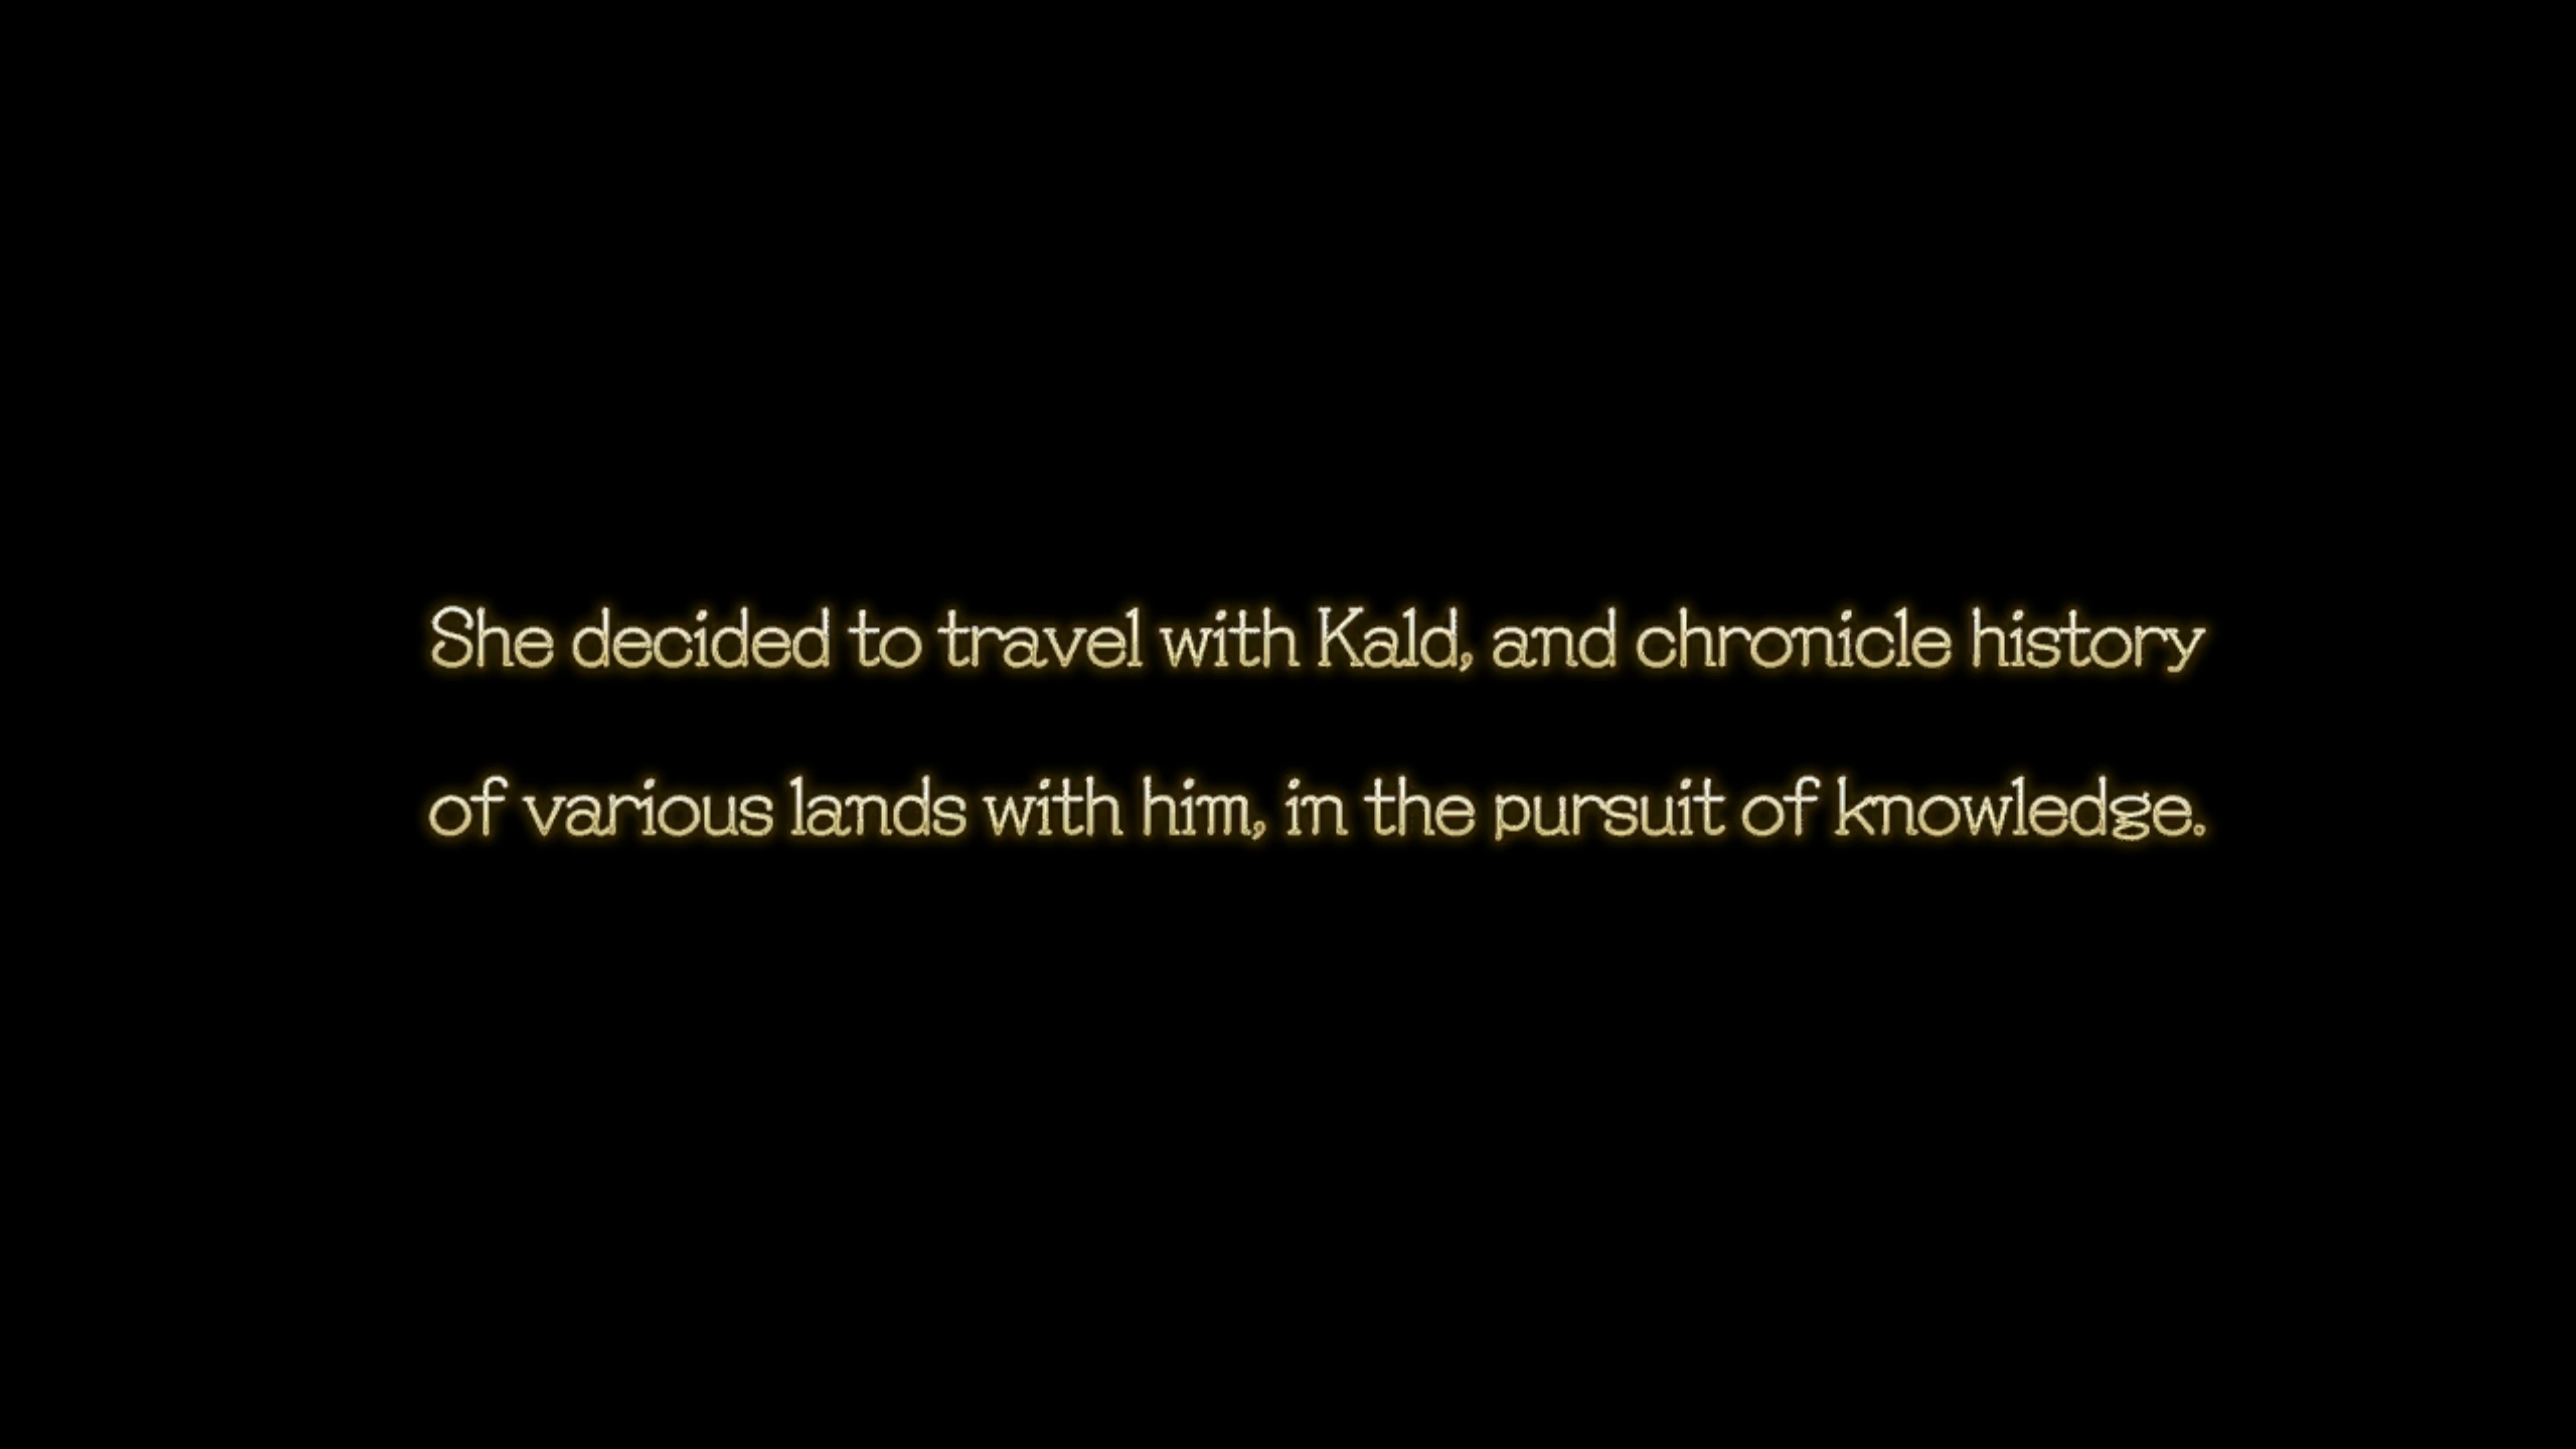 She decided to travel with Kald, and chronicle history
of various lands with him, in the pursuit of knowledge.